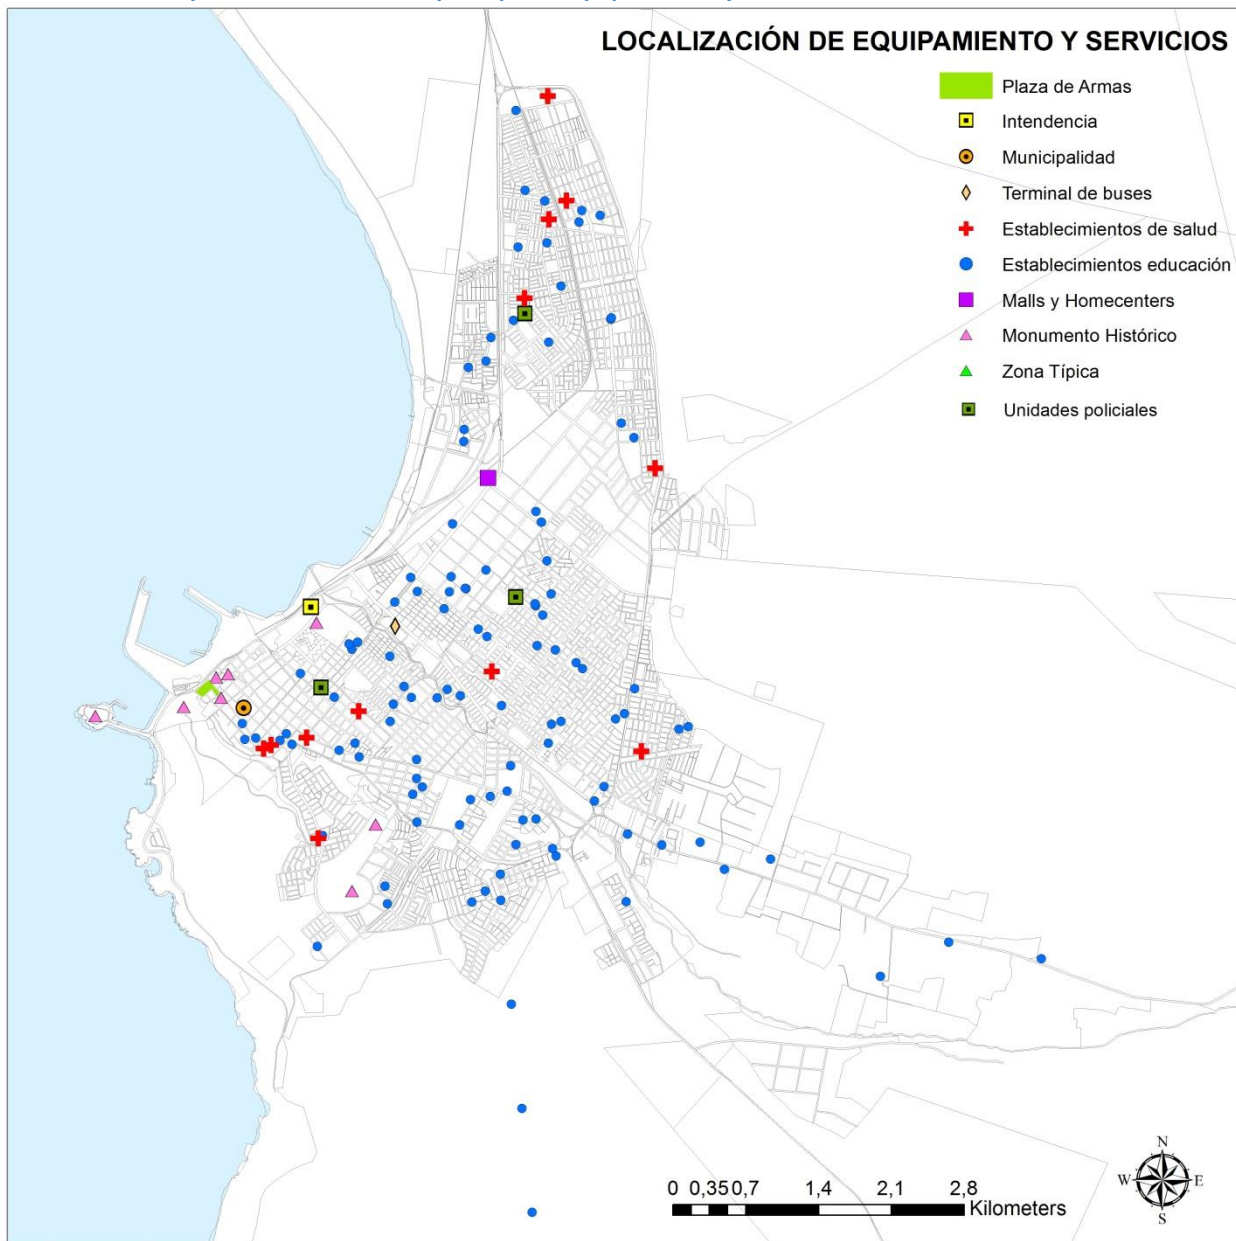 LOCALIZACIÓN DE EQUIPAMIENTO Y SERVICIOS
Plaza de Armas
Intendencia
Municipalidad
Terminal de buses
Establecimientos de salud
Establecimientos educación
Malls y Homecenters
Monumento Histórico
Zona Típica
Unidades policiales
N
W E
S
0 0,35 0,7 1,4 2,1 2,8
Kilometers